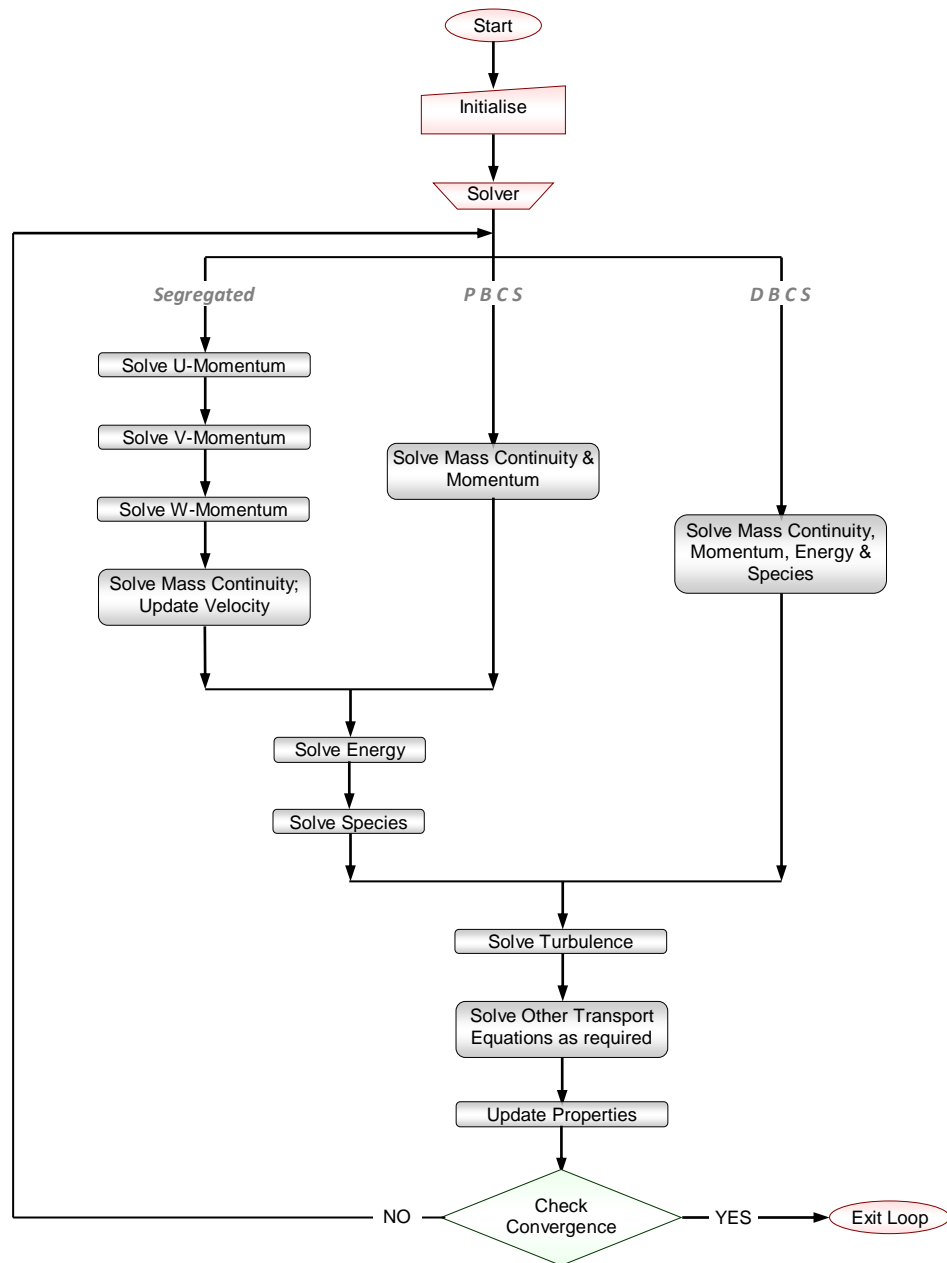 Start
Initialise
Solver
Segregated
P B C S
D B C S
Solve U-Momentum
Solve V-Momentum
Solve W-Momentum
Solve Mass Continuity;
Update Velocity
Solve Mass Continuity &
Momentum
Solve Mass Continuity,
Momentum, Energy &
Species
Solve Energy
Solve Species
Solve Turbulence
Solve Other Transport
Equations as required
Update Properties
Check
Convergence
NO
YES
Exit Loop